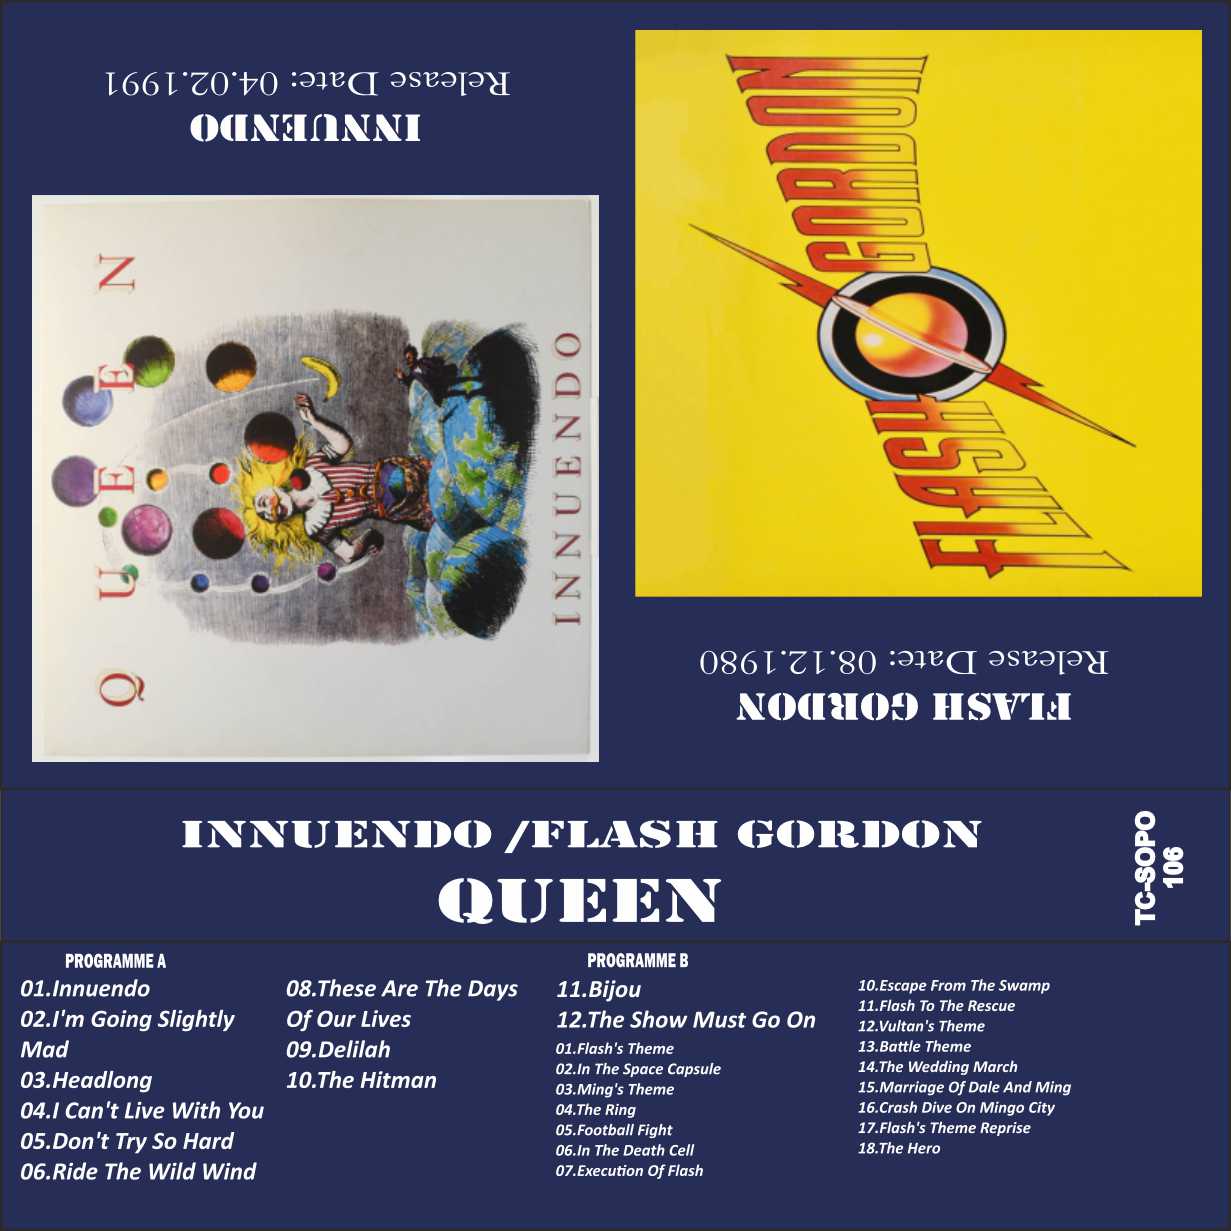 INNUENDO
Release Date: 04.02.1991
QUEEN
INNUENDO
FLASH GORDON
FLASH GORDON
Release Date: 08.12.1980
INNUENDO /FLASH GORDON
QUEEN
TC-SOPO
106
PROGRAMME A
01.Innuendo
02.I'm Going Slightly
Mad
03.Headlong
04.I Can't Live With You
05.Don't Try So Hard
06.Ride The Wild Wind
08.These Are The Days
Of Our Lives
09.Delilah
10.The Hitman
PROGRAMME B
11.Bijou
12.The Show Must Go On
01.Flash's Theme
02.In The Space Capsule
03.Ming's Theme
04.The Ring
05.Football Fight
06.In The Death Cell
07.Execution Of Flash
10.Escape From The Swamp
11.Flash To The Rescue
12.Vultan's Theme
13.Battle Theme
14.The Wedding March
15.Marriage Of Dale And Ming
16.Crash Dive On Mingo City
17.Flash's Theme Reprise
18.The Hero